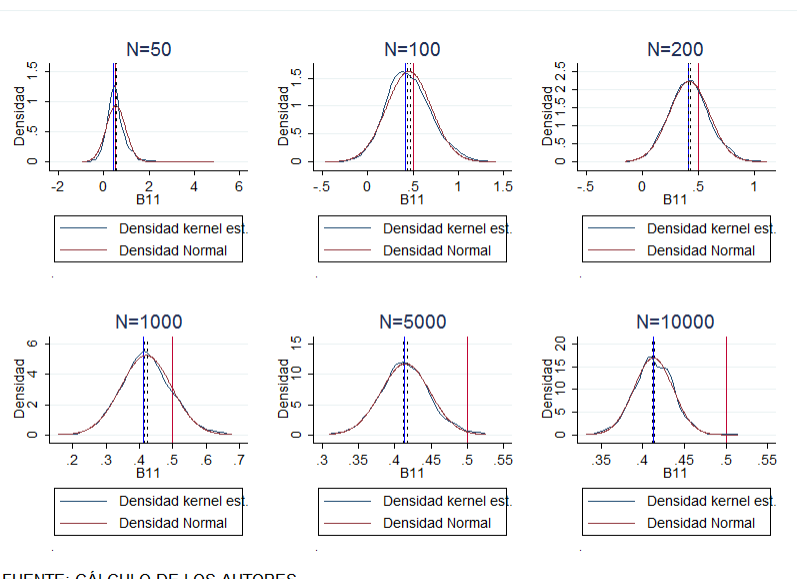 N=50
N=100
N=200
Densidad
0 .5 1 1.5
-2 0 2 4 6
B11
Densidad kernel est.
Densidad Normal
Densidad
0 .5 1 1.5
-.5 0 .5 1 1.5
B11
Densidad kernel est.
Densidad Normal
Densidad
0 .5 1 1.5 2 2.5
-.5 0 .5 1
B11
Densidad kernel est.
Densidad Normal
N=1000
N=5000
N=10000
Densidad
0 2 4 6
.2 .3 .4 .5 .6 .7
B11
Densidad kernel est.
Densidad Normal
Densidad
0 5 10 15
.3 .35 .4 .45 .5 .55
B11
Densidad kernel est.
Densidad Normal
Densidad
0 5 10 15 20
.35 .4 .45 .5 .55
B11
Densidad kernel est.
Densidad Normal
FUENTE: CÁLCULO DE LOS AUTORES